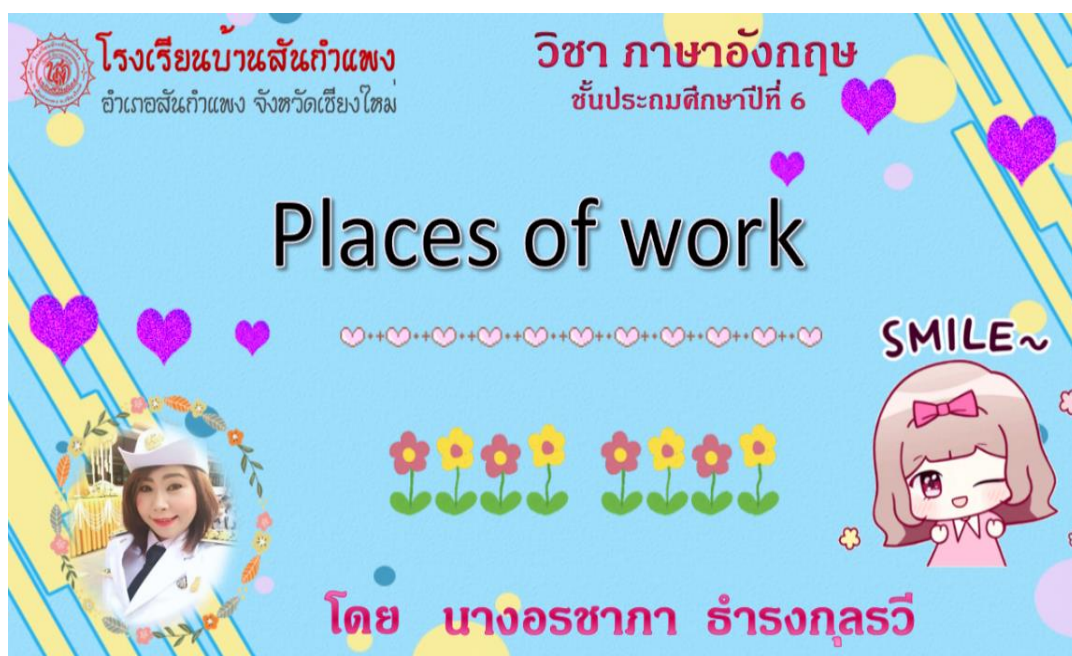 โรงเรียนบ้านสันกำแพง
อำเภอสันกำแพง จังหวัดเชียงใหม่
วิชา ภาษาอังกฤษ
ชั้นประถมศึกษาปีที่ 6
Places of work
SMILE~
โดย นางอรชาภา ธำรงกุลรวี